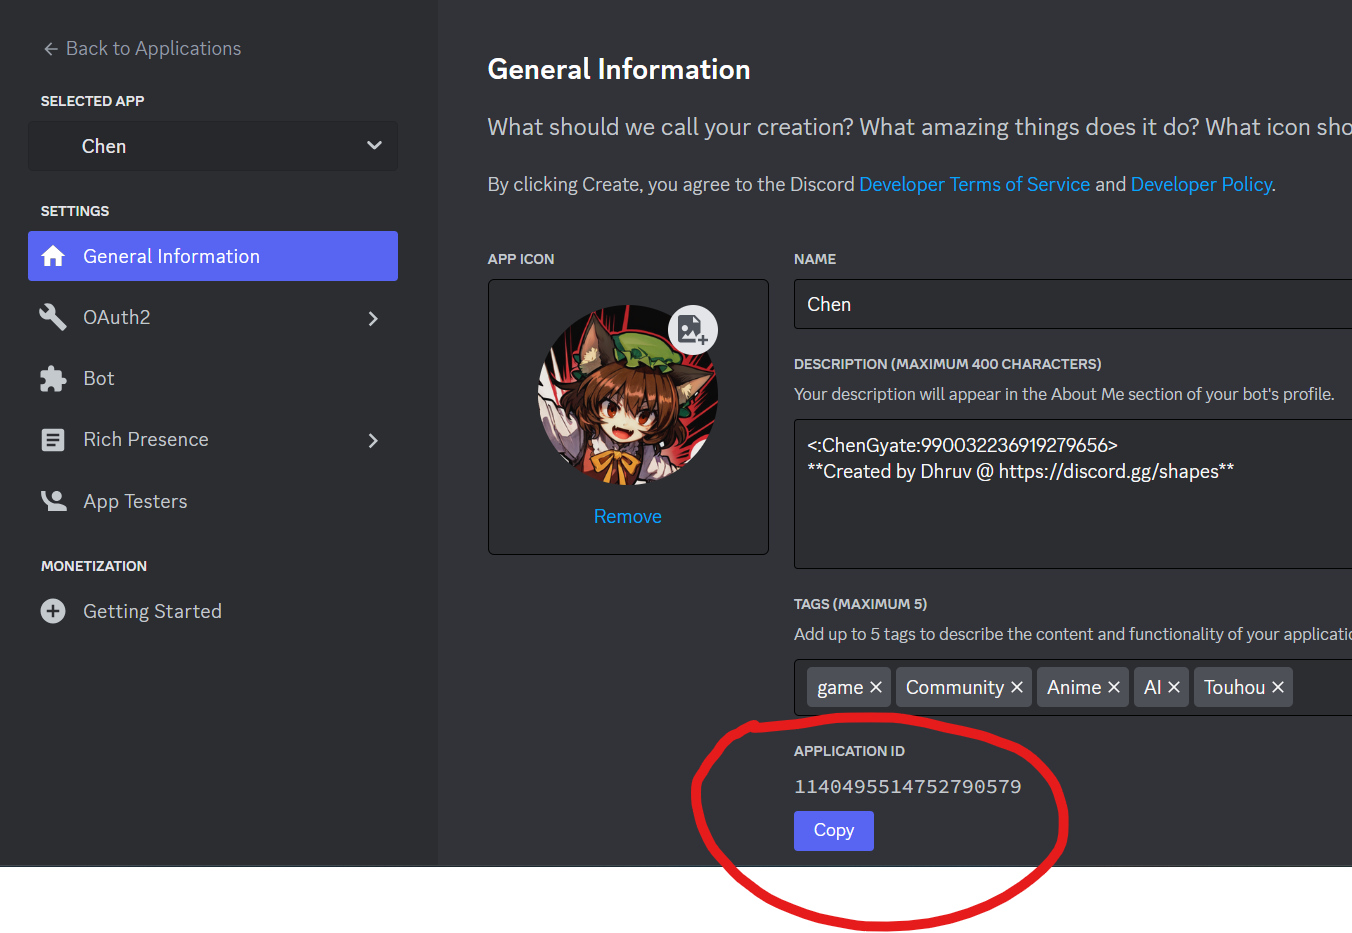 Back to Applications
SELECTED APP
Chen
SETTINGS
General Information
OAuth2
Bot
Rich Presence
App Testers
MONETIZATION
Getting Started
General Information
What should we call your creation? What amazing things does it do? What icon sho
By clicking Create, you agree to the Discord Developer Terms of Service and Developer Policy.
APP ICON
Remove
NAME
Chen
DESCRIPTION (MAXIMUM 400 CHARACTERS)
Your description will appear in the About Me section of your bot's profile.
<:ChenGyate:990032236919279656>
**Created by Dhruv @ https://discord.gg/shapes**
TAGS (MAXIMUM 5)
Add up to 5 tags to describe the content and functionality of your applicatio
game Community Anime AI Touhou
APPLICATION ID
1140495514752790579
Copy